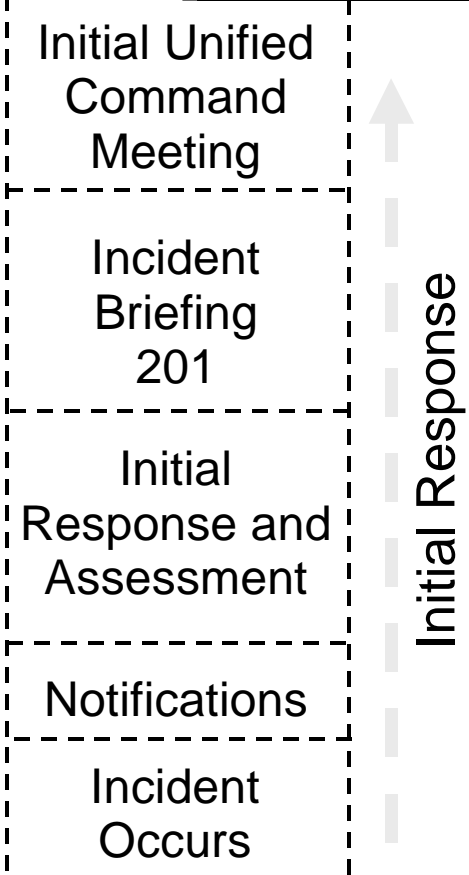 Initial Unified
Command
Meeting
Incident
Briefing
201
Initial
Response and
Assessment
Notifications
Incident
Occurs
Initial Response